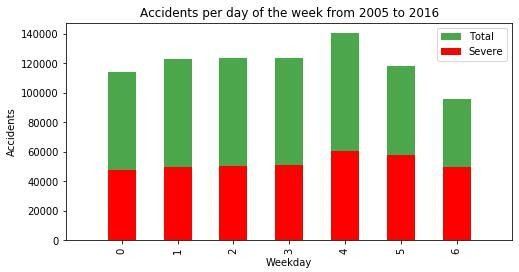 Accidents per day of the week from 2005 to 2016
Total
Severe
140000
120000
100000
80000
60000
40000
20000
0
Accidents
0 1 2 3 4 5 6
Weekday